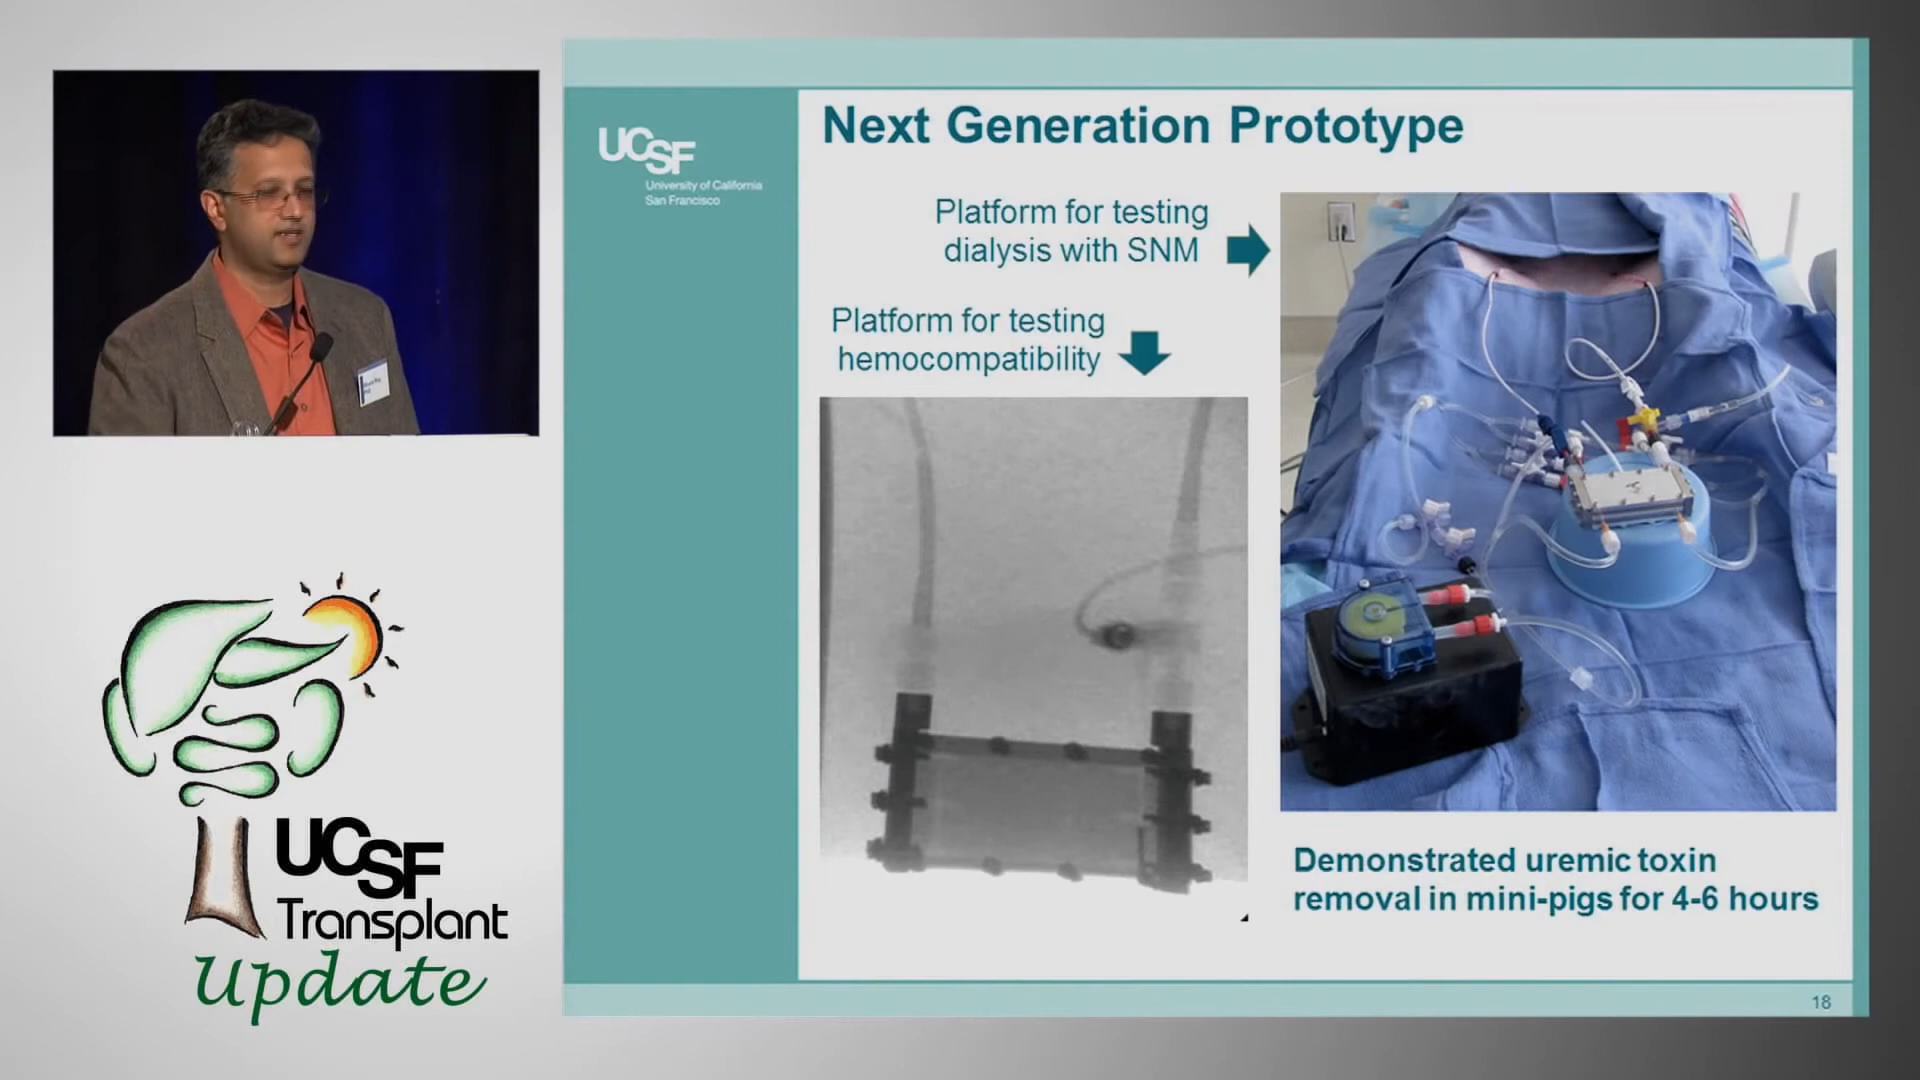 UCSF
University of California
San Francisco
Next Generation Prototype
Platform for testing
dialysis with SNM
Platform for testing
hemocompatibility
Demonstrated uremic toxin
removal in mini-pigs for 4-6 hours
18
UCSF
Transplant
Update